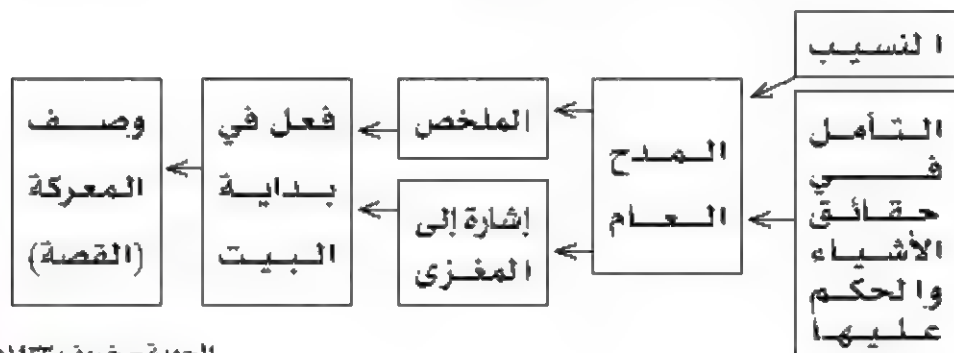 النسيب
التأمل
في
حقائق
الأشياء
والحكم
عليها
المدح
العام
الملخص
إشارة إلى
المغزى
فعل في
بداية
البيت
وصف
المعركة
(القصة)